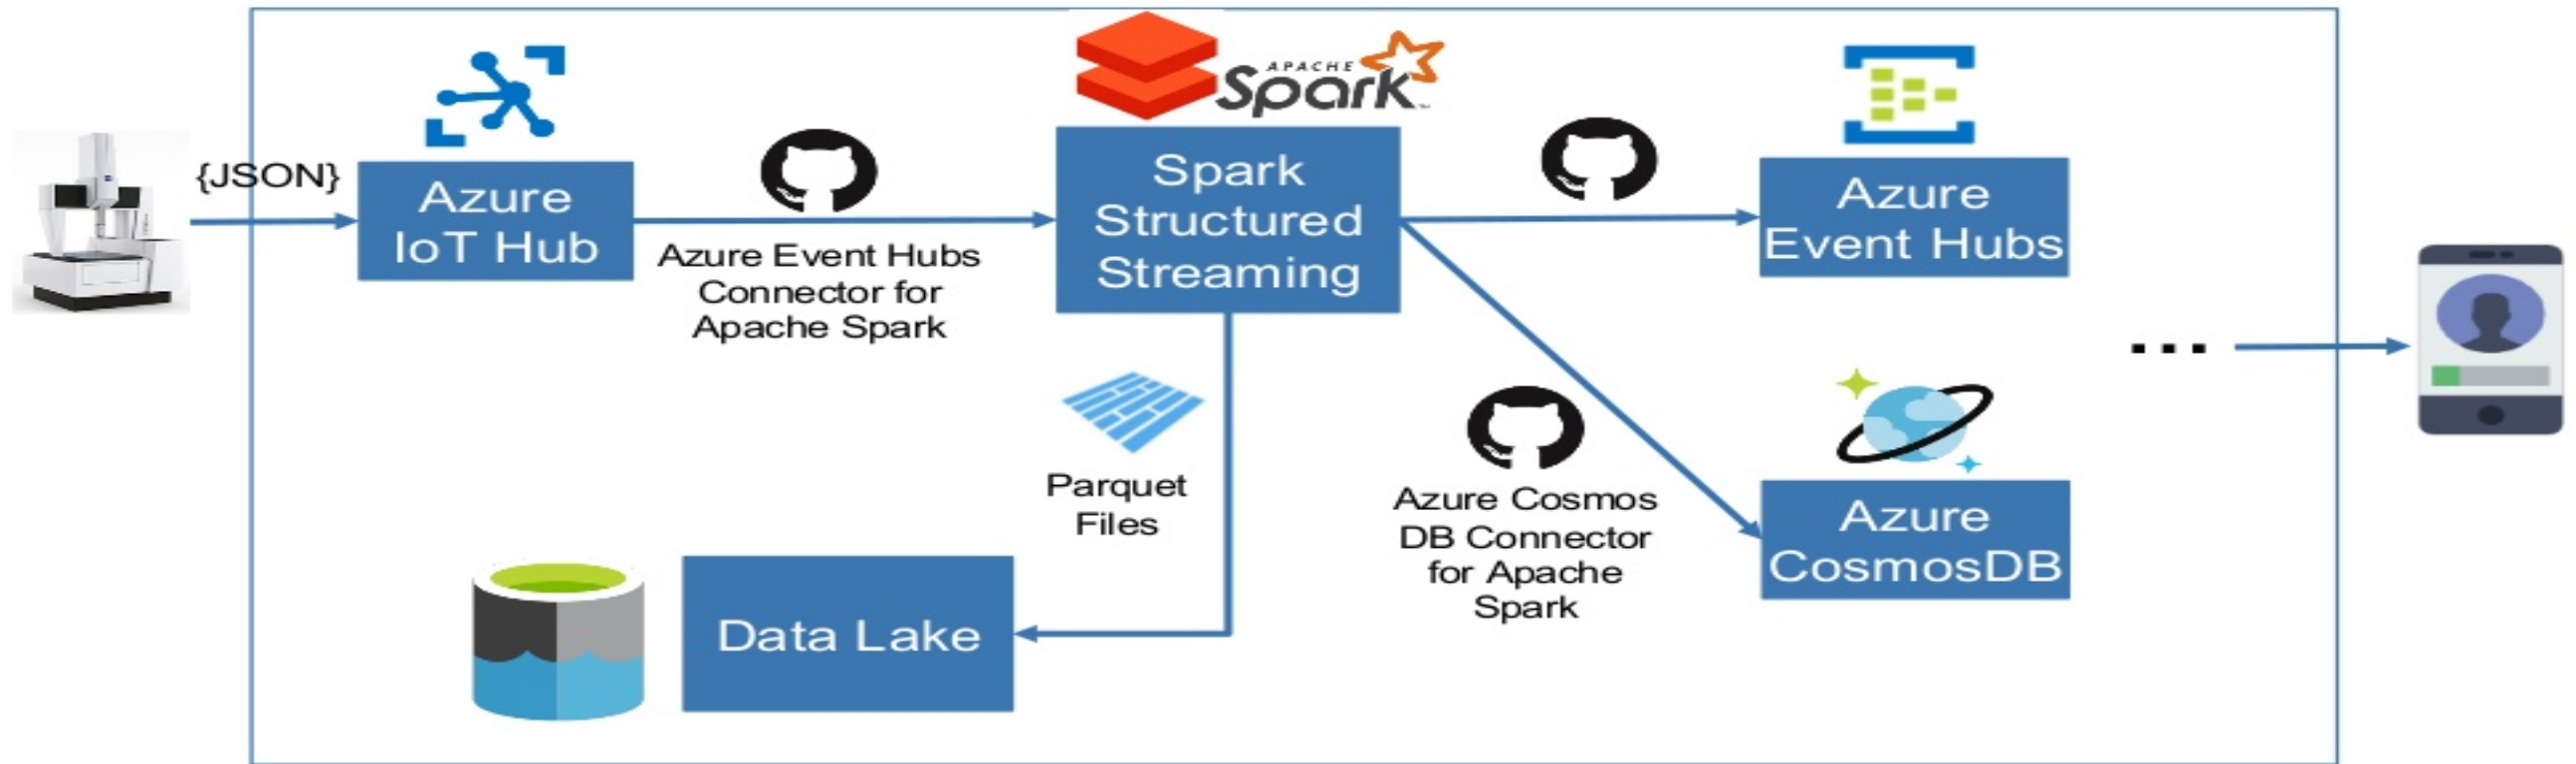 {JSON}
Azure
IoT Hub
Azure Event Hubs
Connector for
Apache Spark
APACHE
Spark
Spark
Structured
Streaming
Azure
Event Hubs
...
Parquet
Files
Azure Cosmos
DB Connector
for Apache
Spark
Azure
CosmosDB
Data Lake